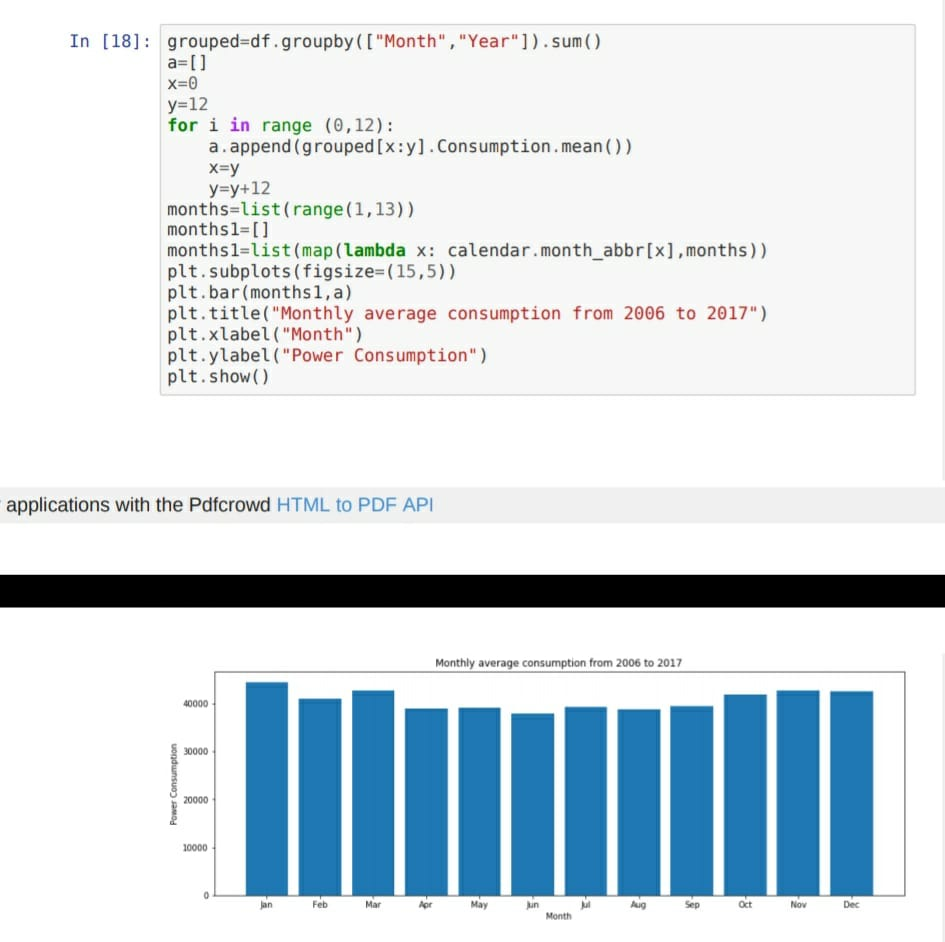 In [18]: grouped=df.groupby(["Month","Year"]).sum()
a=[]
x=0
y=12
for i in range (0,12):
    a.append(grouped[x:y].Consumption.mean())
    x=y
    y=y+12
months=list(range(1,13))
months1=[]
months1=list(map(lambda x: calendar.month_abbr[x],months))
plt.subplots(figsize=(15,5))
plt.bar(months1,a)
plt.title("Monthly average consumption from 2006 to 2017")
plt.xlabel("Month")
plt.ylabel("Power Consumption")
plt.show()
applications with the Pdfcrowd HTML to PDF API
Monthly average consumption from 2006 to 2017
Power Consumption
40000
30000
20000
10000
0
Jan Feb Mar Apr May Jun Jul Aug Sep Oct Nov Dec
Month